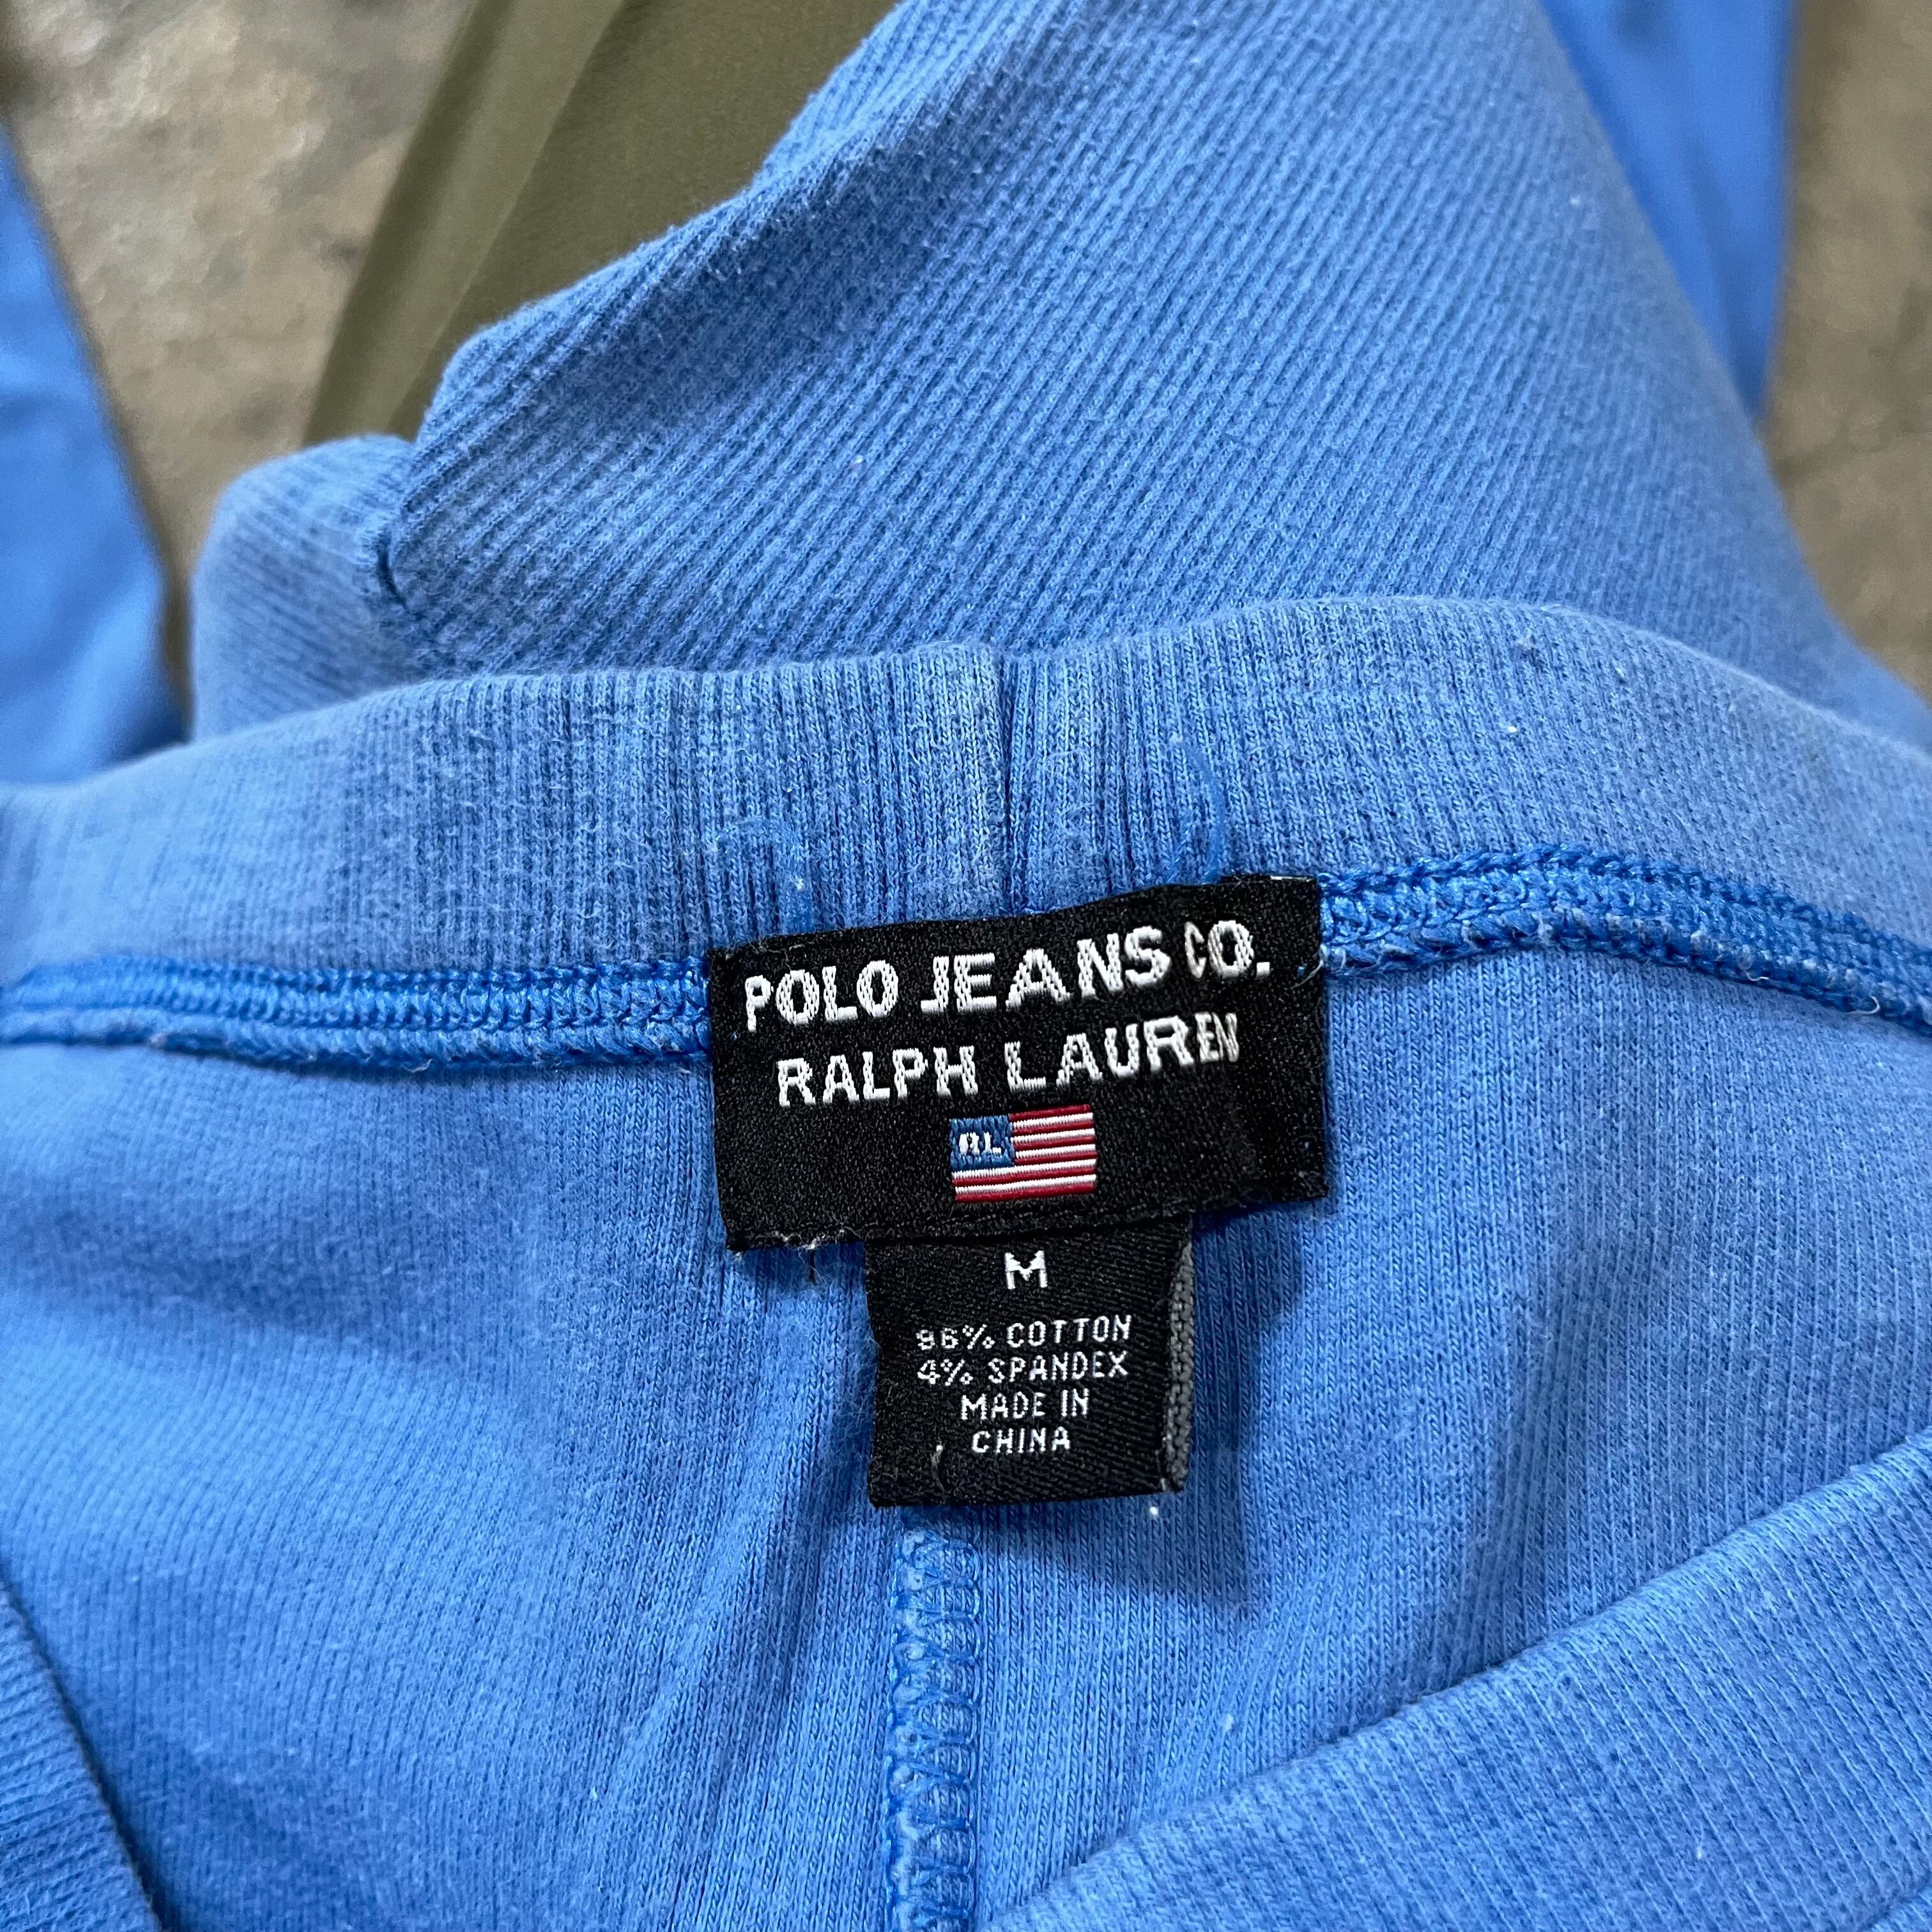 POLO JEANS CO.
RALPH LAUREN
RL
M
96% COTTON
4% SPANDEX
MADE IN
CHINA